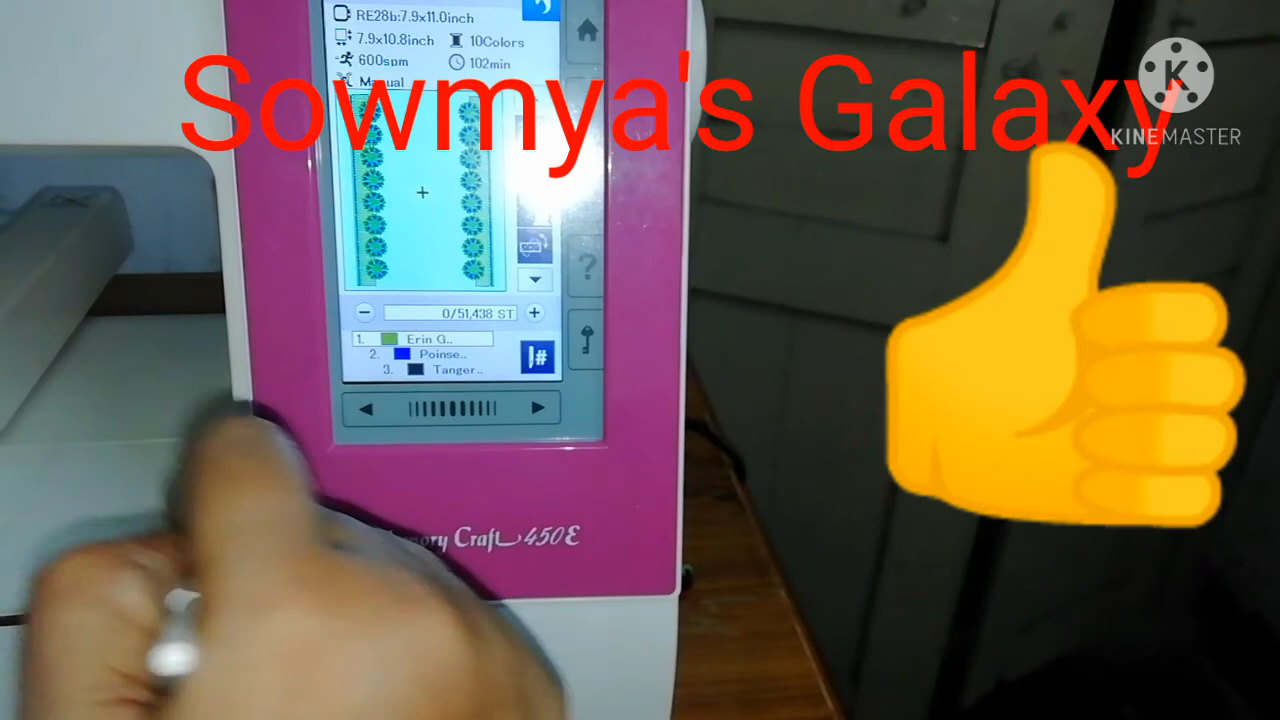 RE28b:7.9x11.0inch
7.9x10.8inch 10Colors
600spm 102min
Manual
Sowmya's Galaxy
KINEMASTER
0/51,438 ST
1. Erin G..
2. Poinse..
3. Tanger..
#
?
Craft 450E